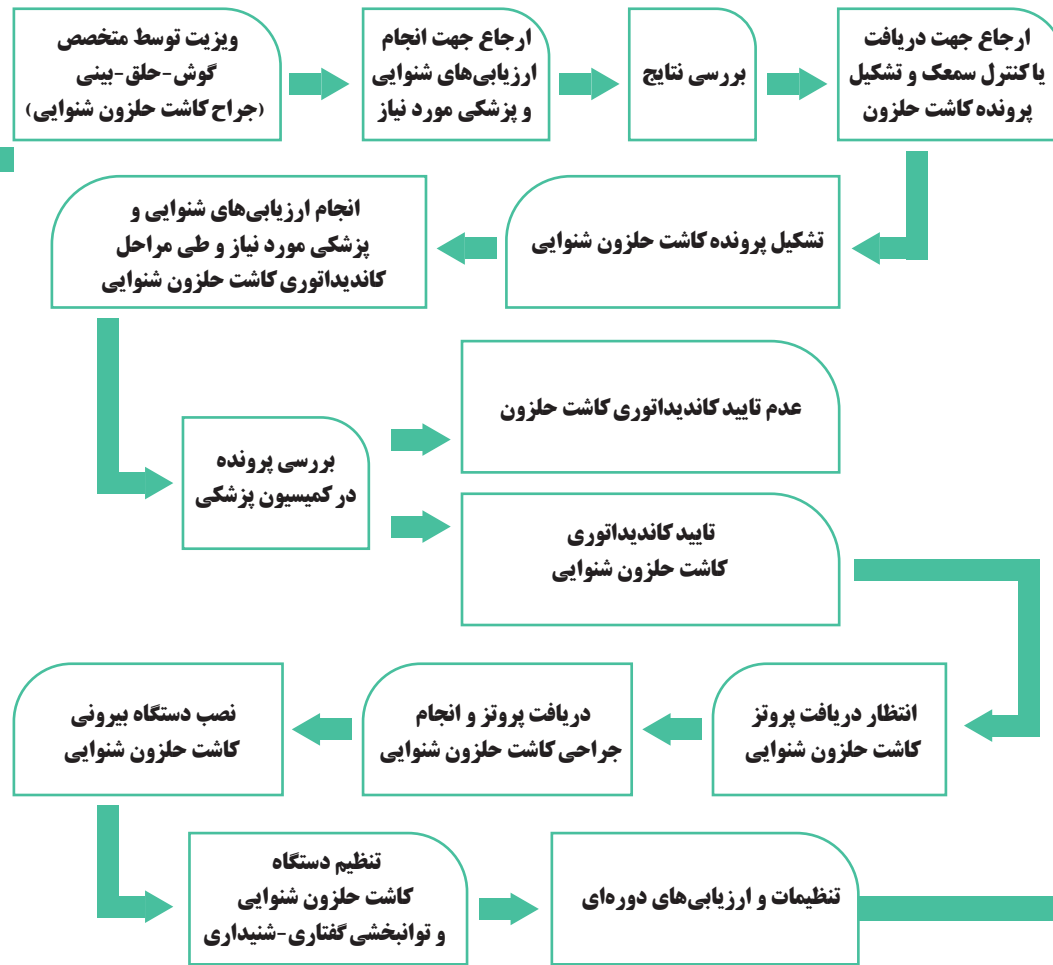 ویزیت توسط متخصص
گوش-حلق-بینی
(جراح کاشت حلزون شنوایی)
ارجاع جهت انجام
ارزیابی‌های شنوایی
و پزشکی مورد نیاز
بررسی نتایج
ارجاع جهت دریافت
یا کنترل سمعک و تشکیل
پرونده کاشت حلزون
تشکیل پرونده کاشت حلزون شنوایی
انجام ارزیابی‌های شنوایی و
پزشکی مورد نیاز و طی مراحل
کاندیداتوری کاشت حلزون شنوایی
بررسی پرونده
در کمیسیون پزشکی
عدم تایید کاندیداتوری کاشت حلزون
تایید کاندیداتوری
کاشت حلزون شنوایی
انتظار دریافت پروتز
کاشت حلزون شنوایی
دریافت پروتز و انجام
جراحی کاشت حلزون شنوایی
نصب دستگاه بیرونی
کاشت حلزون شنوایی
تنظیم دستگاه
کاشت حلزون شنوایی
و توانبخشی گفتاری-شنیداری
تنظیمات و ارزیابی‌های دوره‌ای